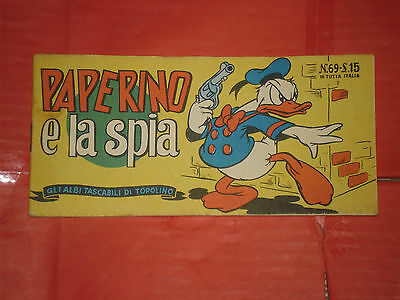 PAPERINO
e la spia
GLI ALBI TASCABILI DI TOPOLINO
N.69-L.15
IN TUTTA ITALIA